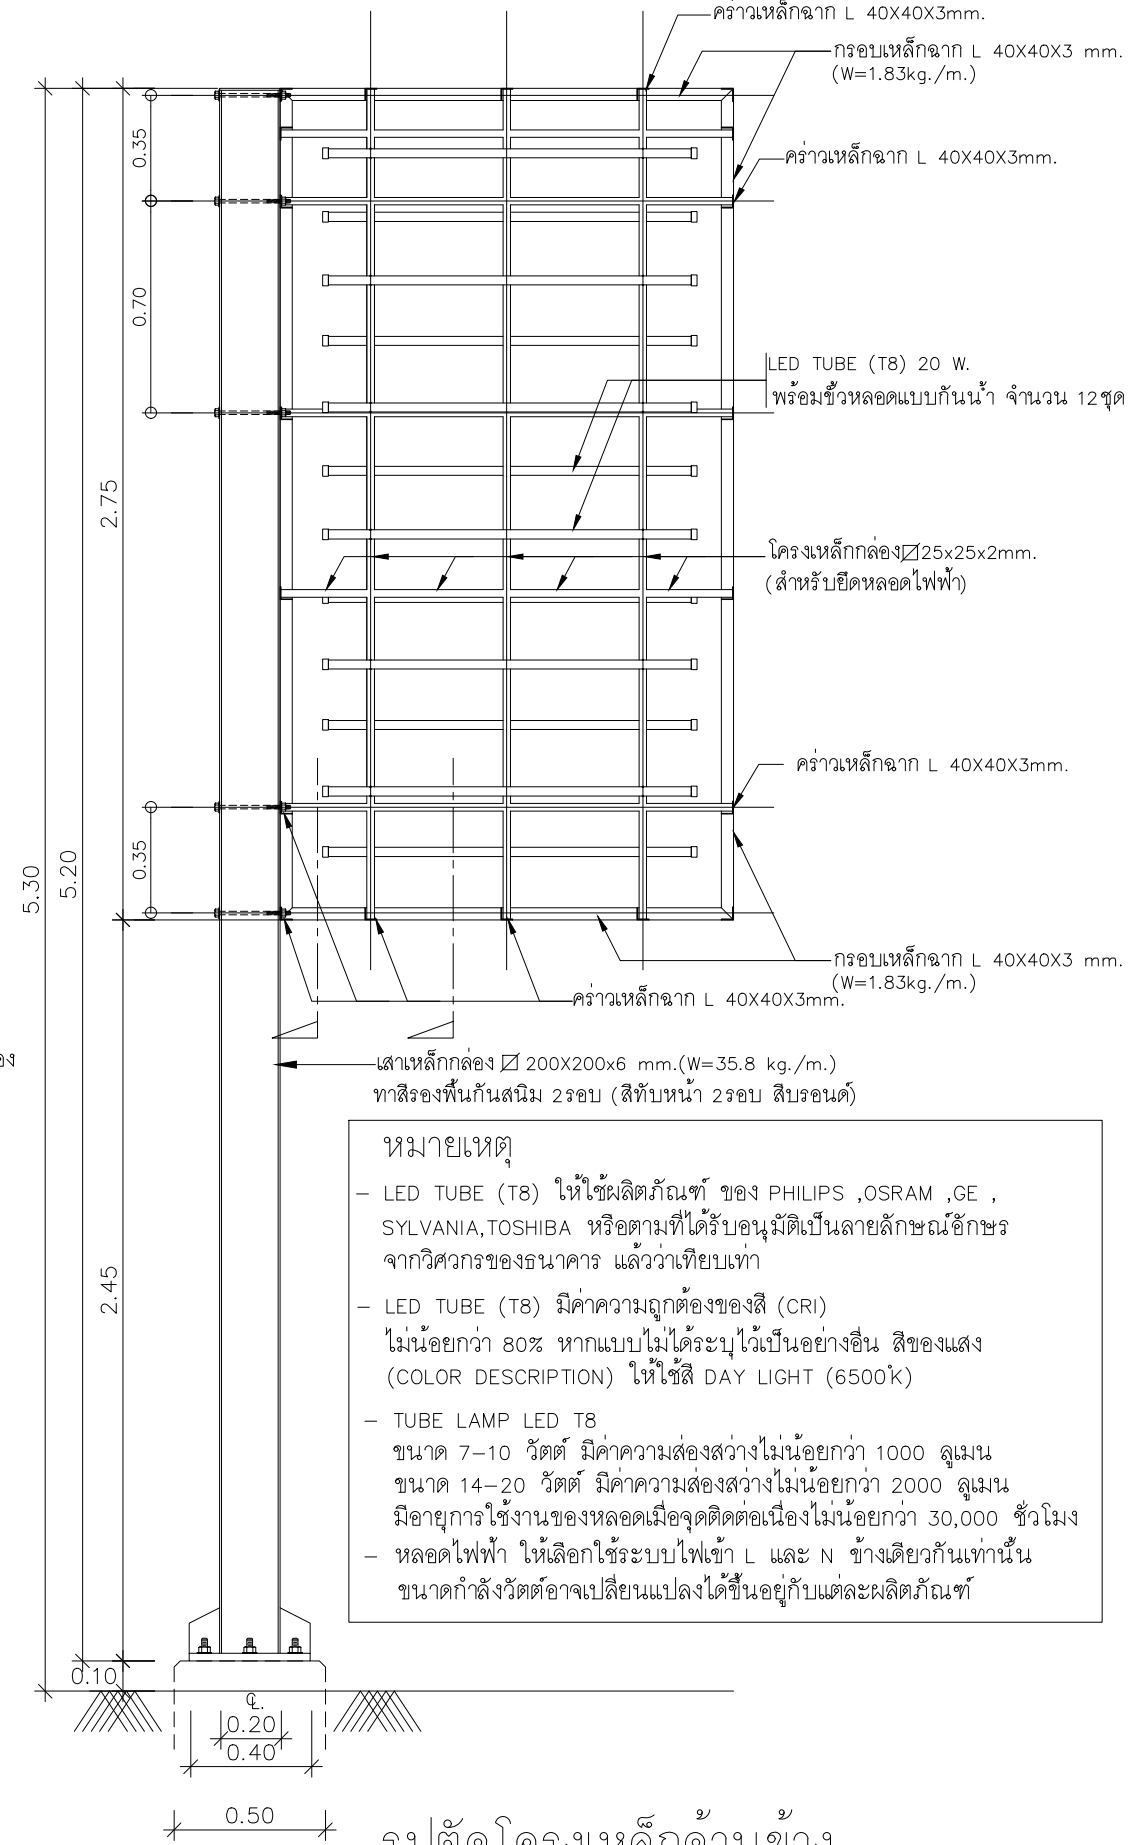 คร่าวเหล็กฉาก L 40X40X3mm.
กรอบเหล็กฉาก L 40X40X3 mm.
(W=1.83kg./m.)
0.35
คร่าวเหล็กฉาก L 40X40X3mm.
0.70
LED TUBE (T8) 20 W.
พร้อมขั้วหลอดแบบกันน้ำ จำนวน 12ชุด
2.75
โครงเหล็กกล่อง 25x25x2mm.
(สำหรับยึดหลอดไฟฟ้า)
คร่าวเหล็กฉาก L 40X40X3mm.
0.35
5.20
5.30
กรอบเหล็กฉาก L 40X40X3 mm.
(W=1.83kg./m.)
คร่าวเหล็กฉาก L 40X40X3mm.
เสาเหล็กกล่อง 200X200x6 mm.(W=35.8 kg./m.)
ทาสีรองพื้นกันสนิม 2รอบ (สีทับหน้า 2รอบ สีบรอนด์)
หมายเหตุ
– LED TUBE (T8) ให้ใช้ผลิตภัณฑ์ ของ PHILIPS ,OSRAM ,GE ,
SYLVANIA,TOSHIBA หรือตามที่ได้รับอนุมัติเป็นลายลักษณ์อักษร
จากวิศวกรของธนาคาร แล้วว่าเทียบเท่า
– LED TUBE (T8) มีค่าความถูกต้องของสี (CRI)
ไม่น้อยกว่า 80% หากแบบไม่ได้ระบุไว้เป็นอย่างอื่น สีของแสง
(COLOR DESCRIPTION) ให้ใช้สี DAY LIGHT (6500°K)
– TUBE LAMP LED T8
ขนาด 7–10 วัตต์ มีค่าความส่องสว่างไม่น้อยกว่า 1000 ลูเมน
ขนาด 14–20 วัตต์ มีค่าความส่องสว่างไม่น้อยกว่า 2000 ลูเมน
มีอายุการใช้งานของหลอดเมื่อจุดติดต่อเนื่องไม่น้อยกว่า 30,000 ชั่วโมง
– หลอดไฟฟ้า ให้เลือกใช้ระบบไฟเข้า L และ N ข้างเดียวกันเท่านั้น
ขนาดกำลังวัตต์อาจเปลี่ยนแปลงได้ขึ้นอยู่กับแต่ละผลิตภัณฑ์
2.45
0.10
℄
0.20
0.40
0.50
รูปตัดโครงเหล็กด้านข้าง